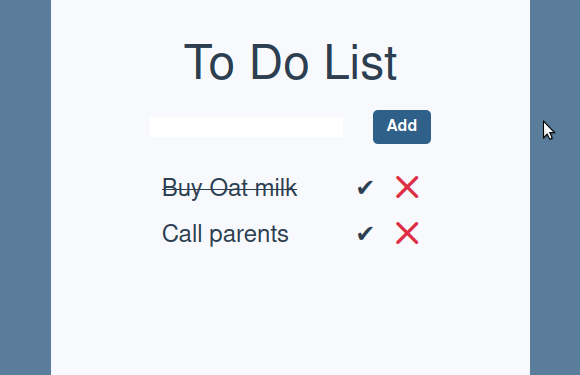 To Do List
Add
Buy Oat milk ✔ ❌
Call parents ✔ ❌